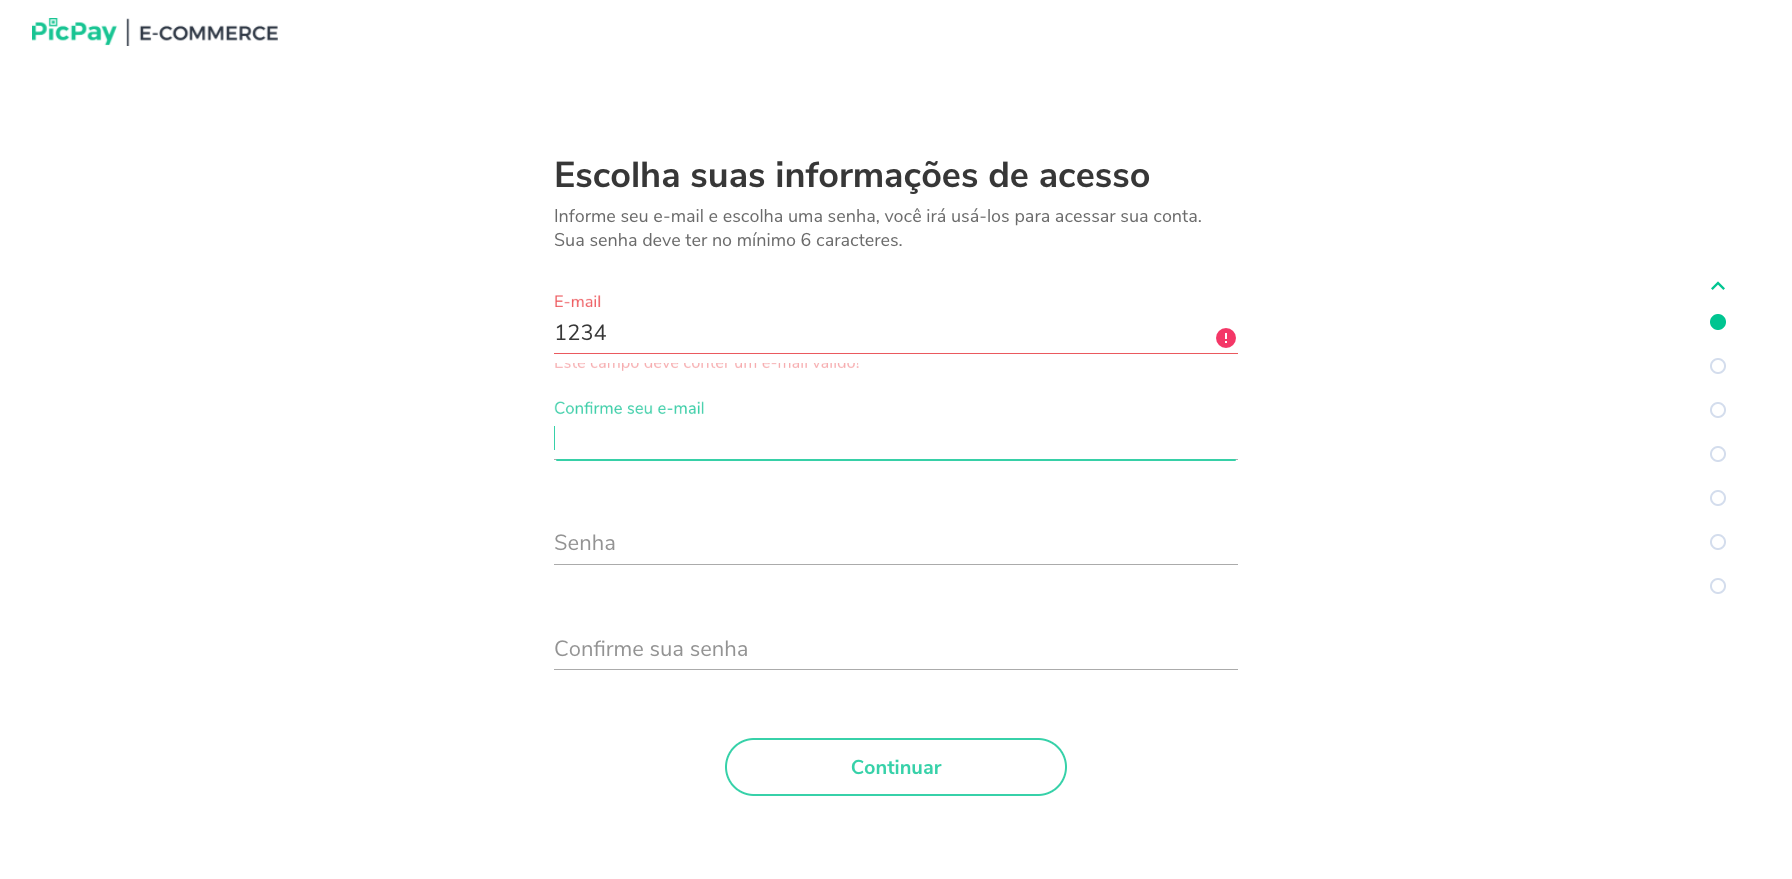 PicPay | E-COMMERCE
Escolha suas informações de acesso
Informe seu e-mail e escolha uma senha, você irá usá-los para acessar sua conta.
Sua senha deve ter no mínimo 6 caracteres.
E-mail
1234
Este campo deve conter um e-mail válido!
Confirme seu e-mail
Senha
Confirme sua senha
Continuar